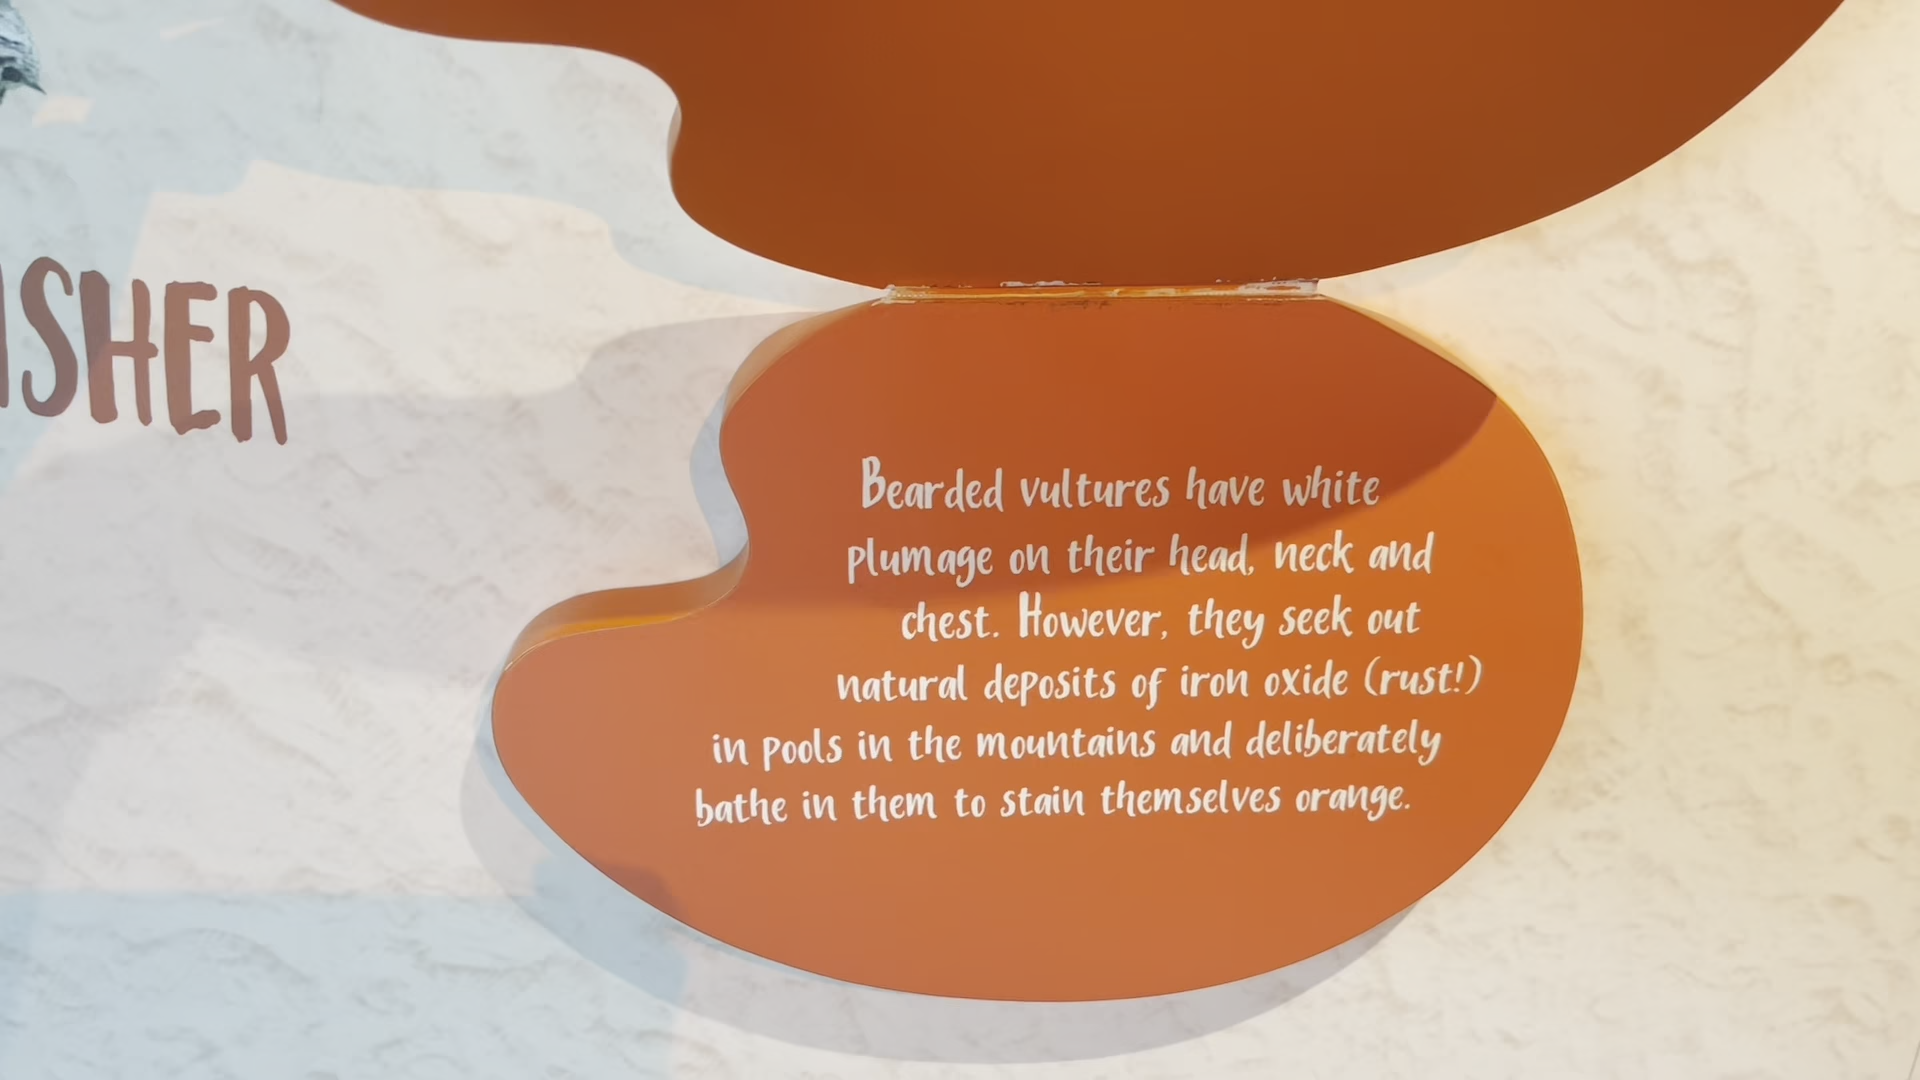 ISHER
Bearded vultures have white
plumage on their head, neck and
chest. However, they seek out
natural deposits of iron oxide (rust!)
in pools in the mountains and deliberately
bathe in them to stain themselves orange.